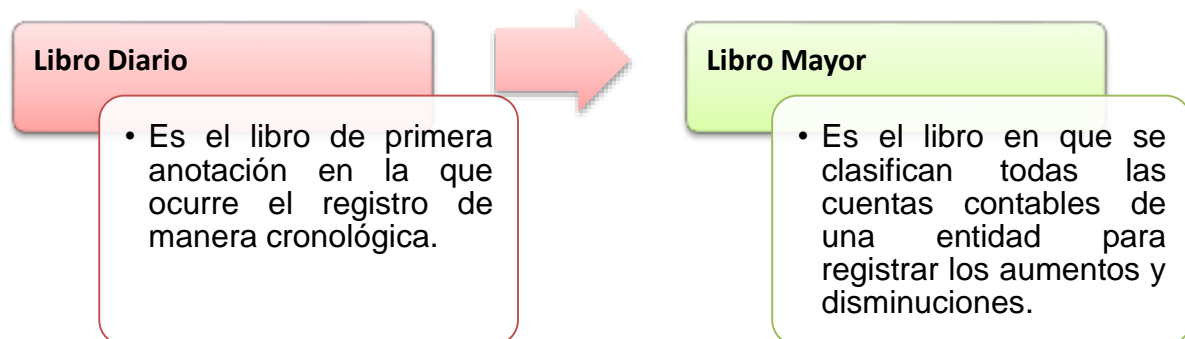 Libro Diario
• Es el libro de primera
anotación en la que
ocurre el registro de
manera cronológica.
Libro Mayor
• Es el libro en que se
clasifican todas las
cuentas contables de
una entidad para
registrar los aumentos y
disminuciones.